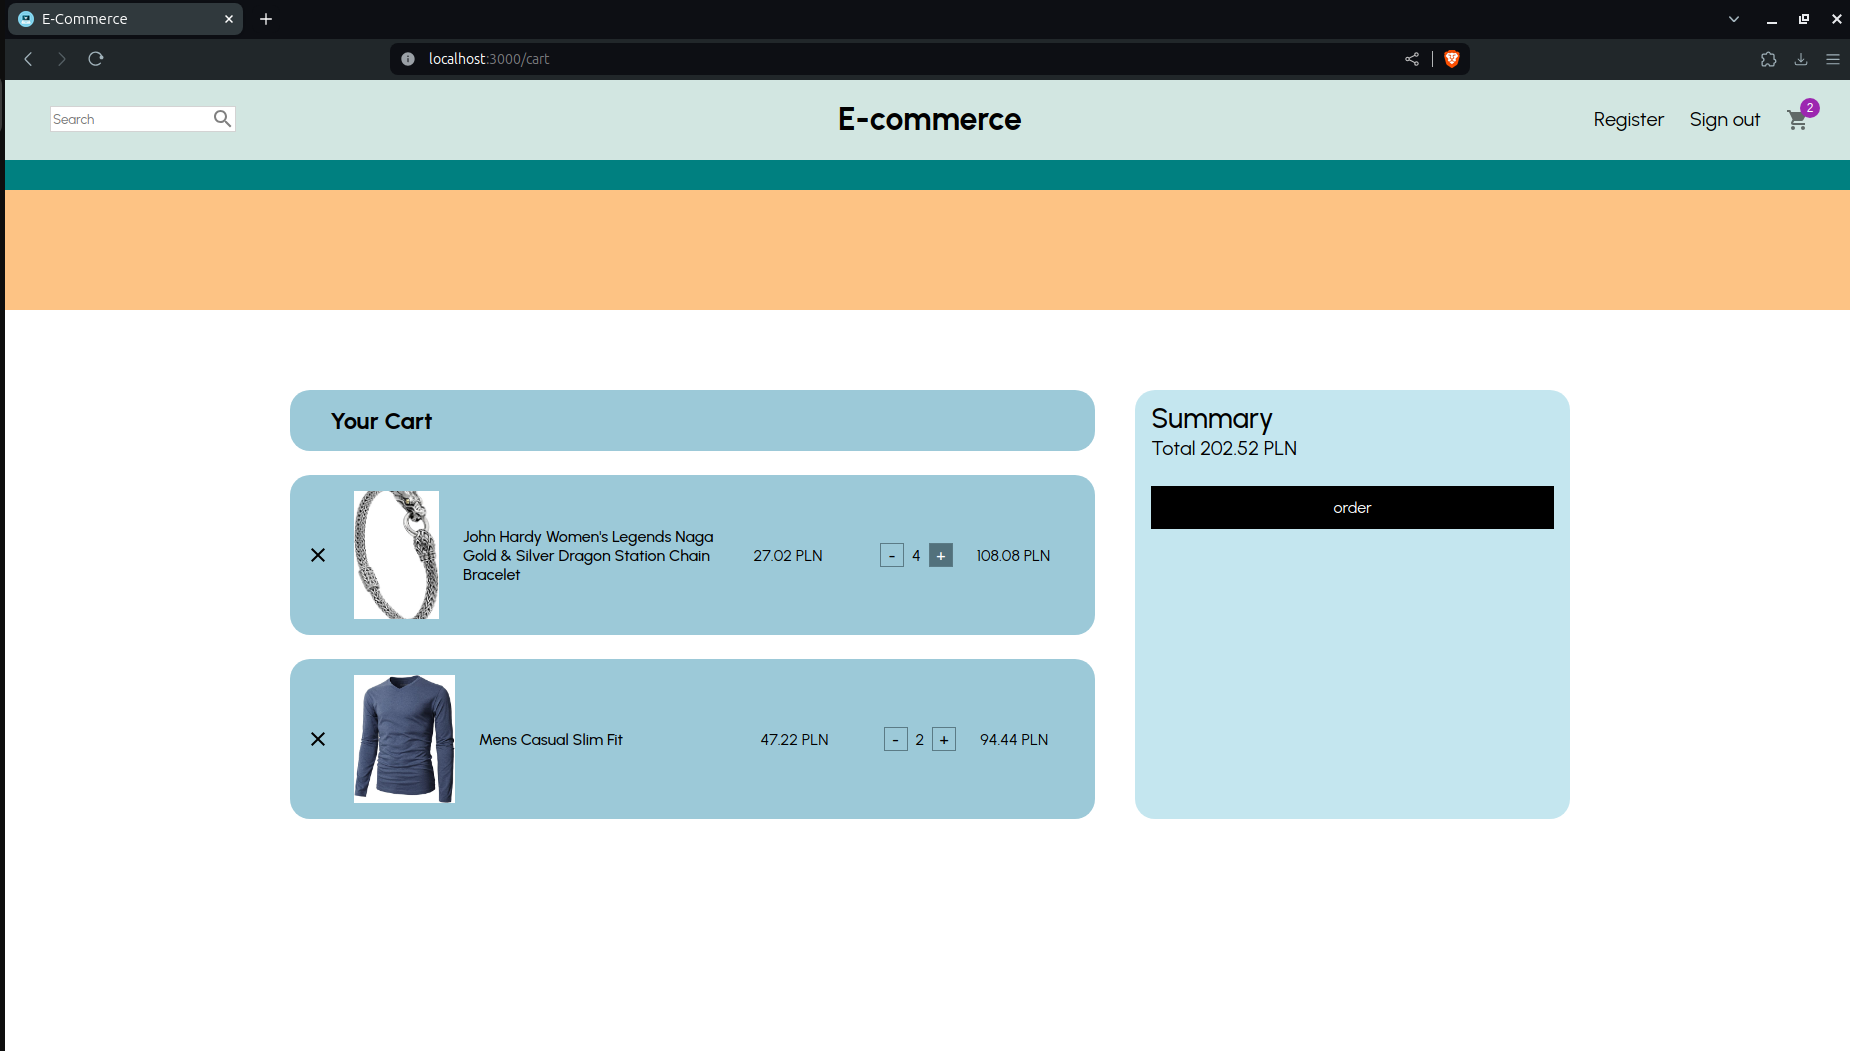 E-Commerce
localhost:3000/cart
Search
E-commerce
Register
Sign out
2
Your Cart
John Hardy Women's Legends Naga
Gold & Silver Dragon Station Chain
Bracelet
27.02 PLN
- 4 +
108.08 PLN
Mens Casual Slim Fit
47.22 PLN
- 2 +
94.44 PLN
Summary
Total 202.52 PLN
order